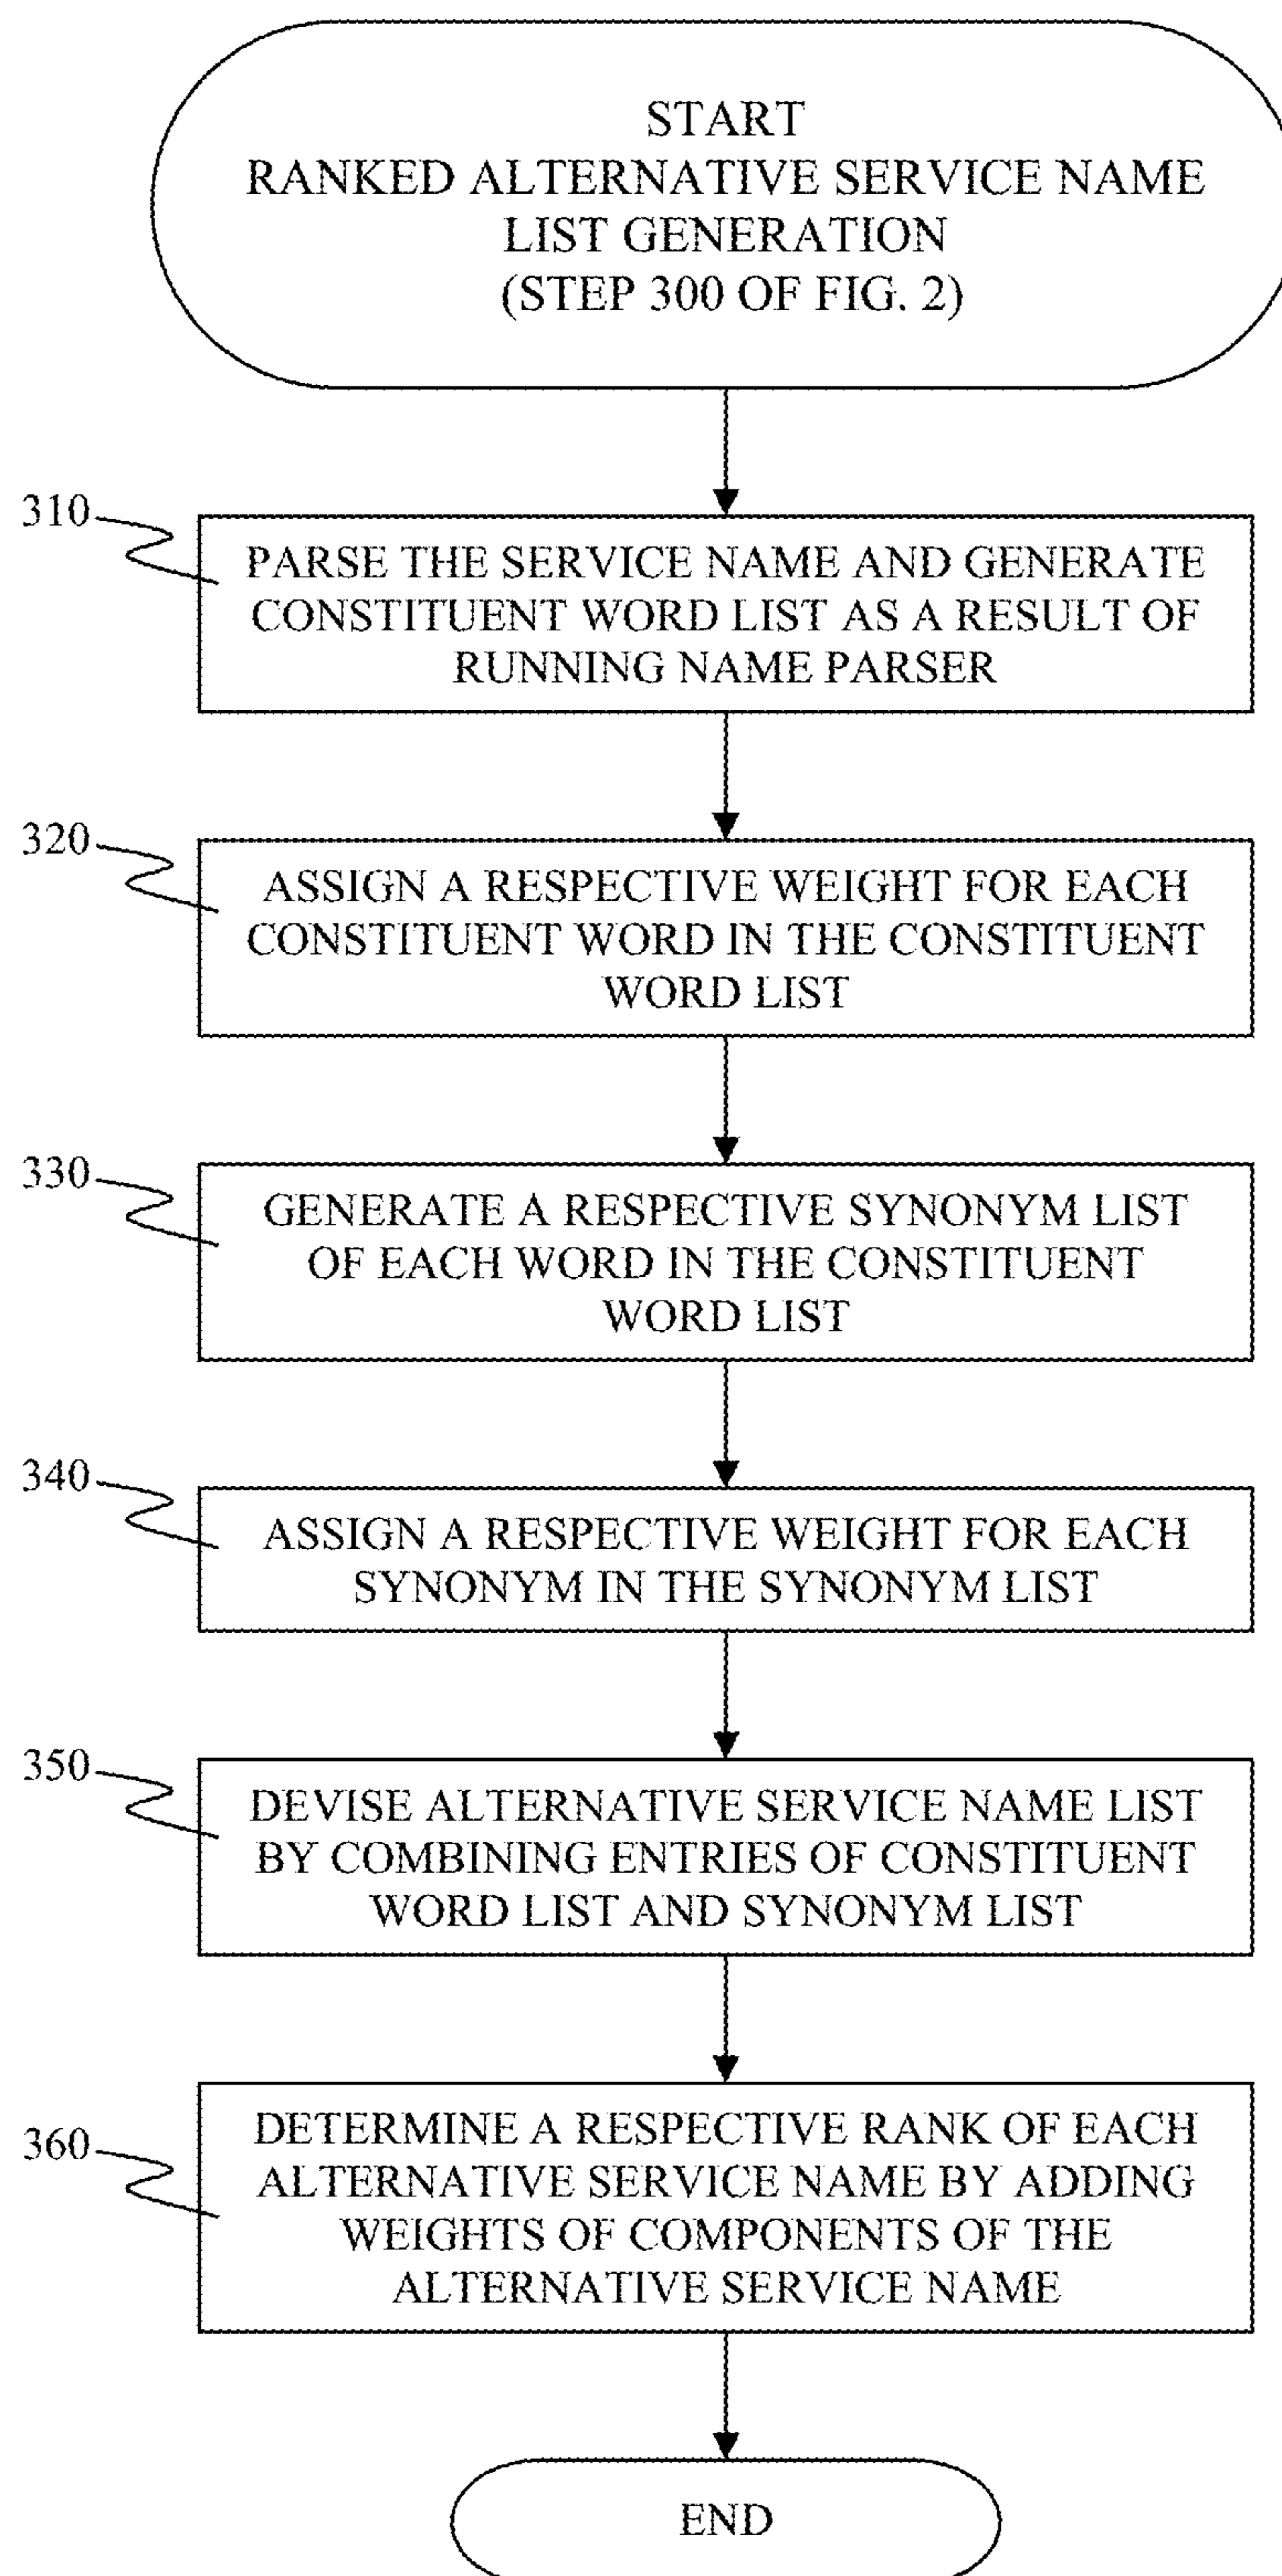 START
RANKED ALTERNATIVE SERVICE NAME
LIST GENERATION
(STEP 300 OF FIG. 2)
310
PARSE THE SERVICE NAME AND GENERATE
CONSTITUENT WORD LIST AS A RESULT OF
RUNNING NAME PARSER
320
ASSIGN A RESPECTIVE WEIGHT FOR EACH
CONSTITUENT WORD IN THE CONSTITUENT
WORD LIST
330
GENERATE A RESPECTIVE SYNONYM LIST
OF EACH WORD IN THE CONSTITUENT
WORD LIST
340
ASSIGN A RESPECTIVE WEIGHT FOR EACH
SYNONYM IN THE SYNONYM LIST
350
DEVISE ALTERNATIVE SERVICE NAME LIST
BY COMBINING ENTRIES OF CONSTITUENT
WORD LIST AND SYNONYM LIST
360
DETERMINE A RESPECTIVE RANK OF EACH
ALTERNATIVE SERVICE NAME BY ADDING
WEIGHTS OF COMPONENTS OF THE
ALTERNATIVE SERVICE NAME
END